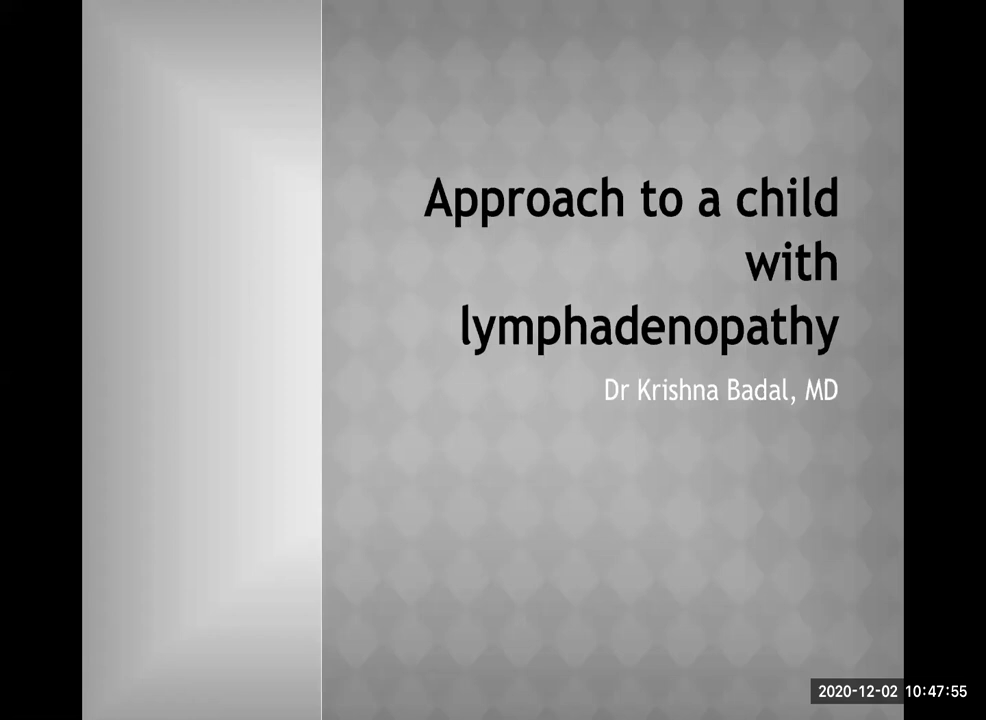 Approach to a child
with
lymphadenopathy
Dr Krishna Badal, MD
2020-12-02 10:47:55